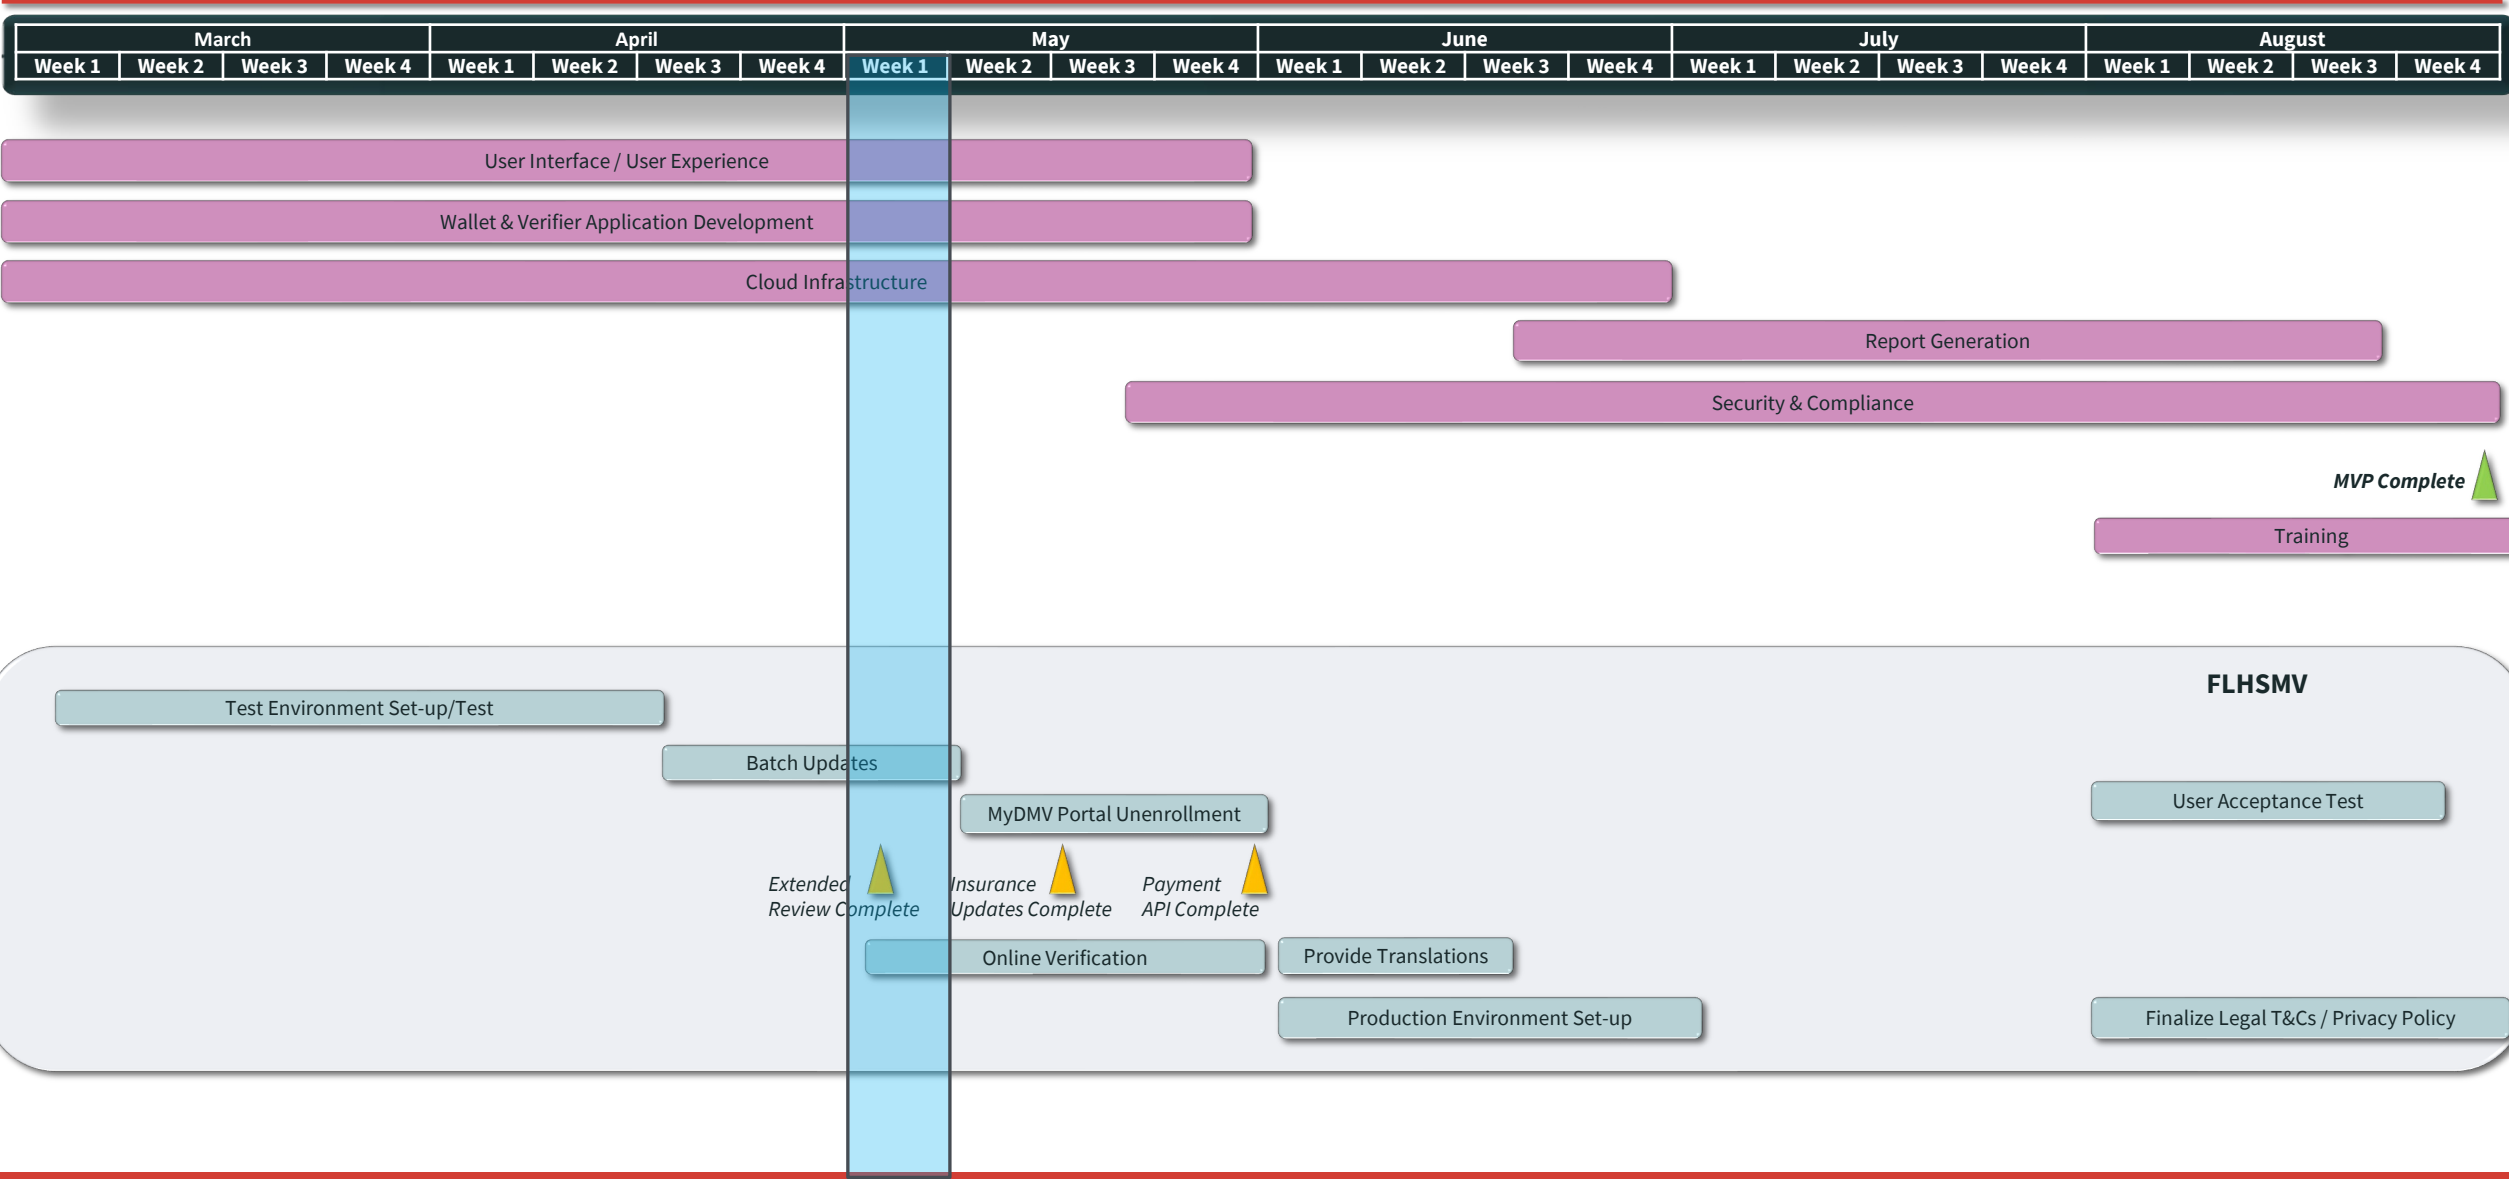 March April May June July August
Week 1 Week 2 Week 3 Week 4 Week 1 Week 2 Week 3 Week 4 Week 1 Week 2 Week 3 Week 4 Week 1 Week 2 Week 3 Week 4 Week 1 Week 2 Week 3 Week 4 Week 1 Week 2 Week 3 Week 4
User Interface / User Experience
Wallet & Verifier Application Development
Cloud Infrastructure
Report Generation
Security & Compliance
MVP Complete
Training
FLHSMV
Test Environment Set-up/Test
Batch Updates
User Acceptance Test
MyDMV Portal Unenrollment
Extended
Review Complete
Insurance
Updates Complete
Payment
API Complete
Online Verification
Provide Translations
Production Environment Set-up
Finalize Legal T&Cs / Privacy Policy